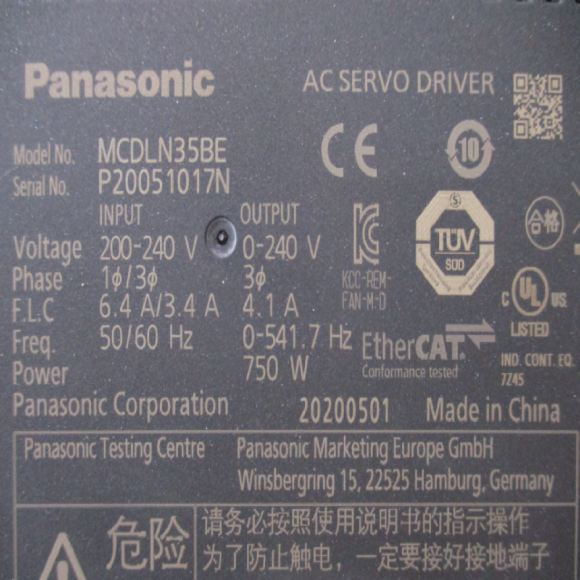 Panasonic AC SERVO DRIVER
Model No. MCDLN35BE
Serial No. P20051017N
INPUT OUTPUT
Voltage 200-240 V 0-240 V
Phase 1ϕ/3ϕ 3ϕ
F.L.C 6.4 A/3.4 A 4.1 A
Freq. 50/60 Hz 0-541.7 Hz
Power 750 W
CE
10
KCC-REM-
FAN-M-D
TÜV
SÜD
合格
C UL US
LISTED
IND. CONT. EQ.
7Z45
EtherCAT
Conformance tested
Panasonic Corporation 20200501 Made in China
Panasonic Testing Centre Panasonic Marketing Europe GmbH
Winsbergring 15, 22525 Hamburg, Germany
危险
请务必按照使用说明书的指示操作
为了防止触电，一定要接好接地端子